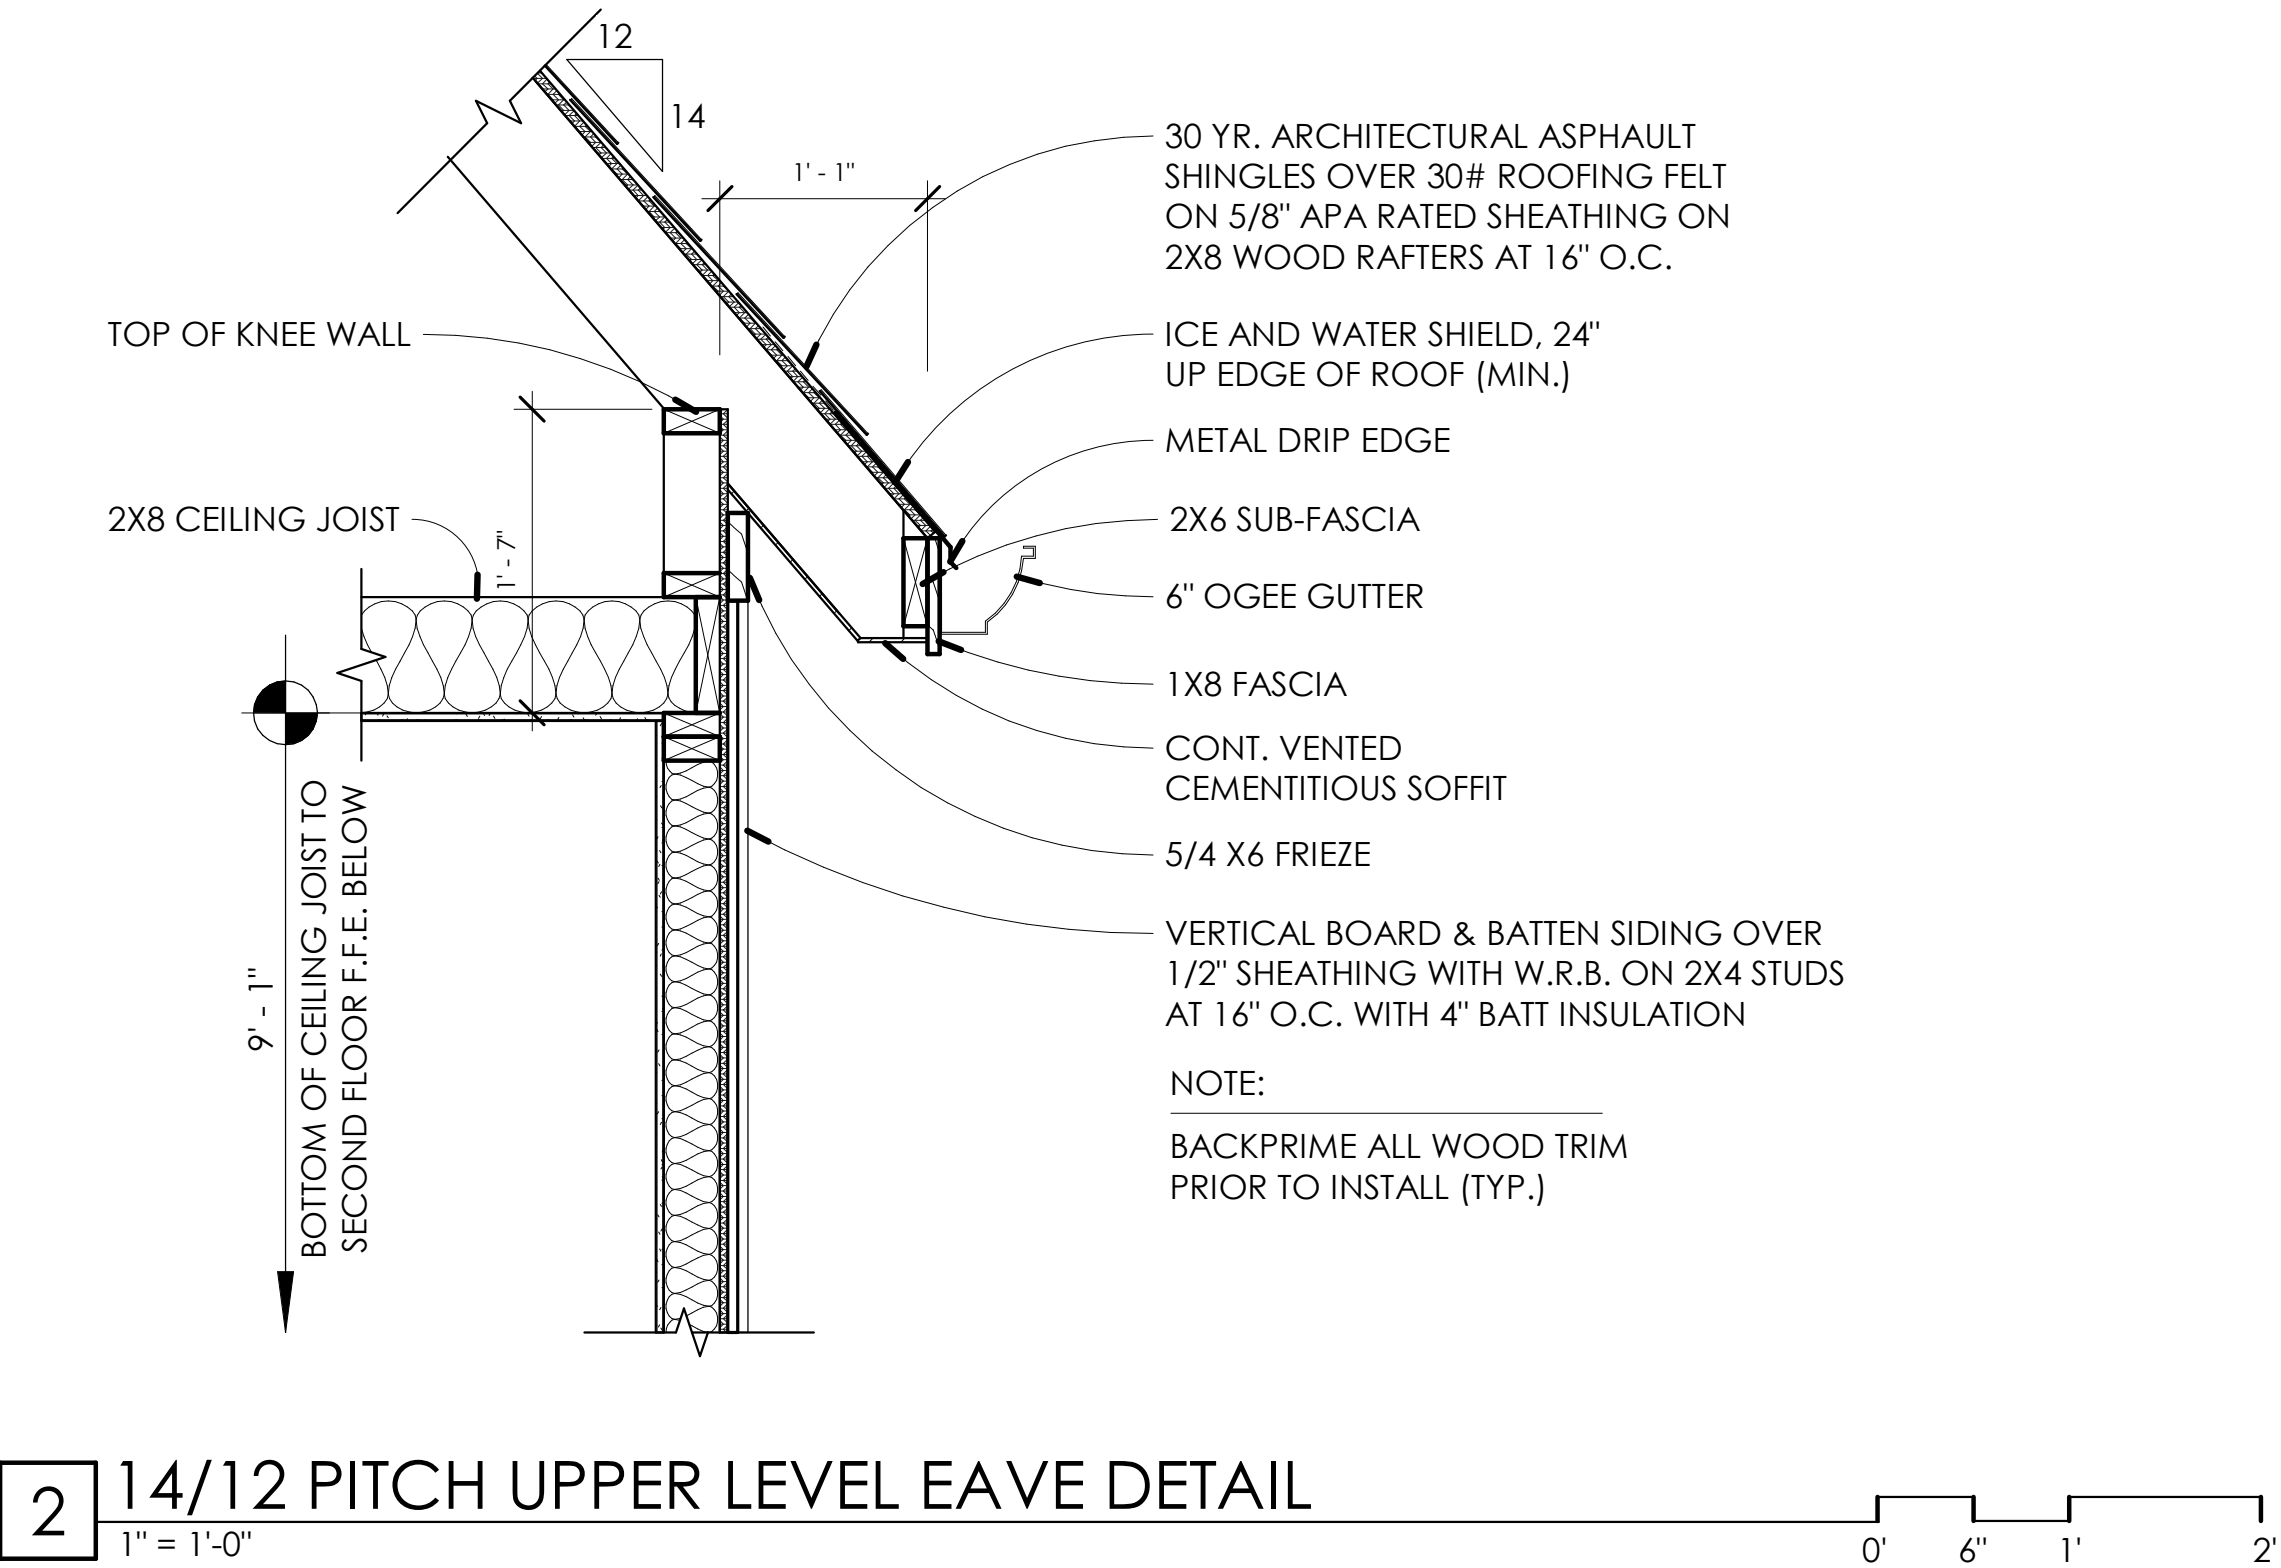 12
14
1' - 1"
30 YR. ARCHITECTURAL ASPHAULT
SHINGLES OVER 30# ROOFING FELT
ON 5/8" APA RATED SHEATHING ON
2X8 WOOD RAFTERS AT 16" O.C.
TOP OF KNEE WALL
ICE AND WATER SHIELD, 24"
UP EDGE OF ROOF (MIN.)
METAL DRIP EDGE
2X8 CEILING JOIST
1' - 7"
2X6 SUB-FASCIA
6" OGEE GUTTER
1X8 FASCIA
CONT. VENTED
CEMENTITIOUS SOFFIT
5/4 X6 FRIEZE
VERTICAL BOARD & BATTEN SIDING OVER
1/2" SHEATHING WITH W.R.B. ON 2X4 STUDS
AT 16" O.C. WITH 4" BATT INSULATION
9' - 1"
BOTTOM OF CEILING JOIST TO
SECOND FLOOR F.F.E. BELOW
NOTE:
BACKPRIME ALL WOOD TRIM
PRIOR TO INSTALL (TYP.)
2
14/12 PITCH UPPER LEVEL EAVE DETAIL
1" = 1'-0"
0' 6" 1' 2'